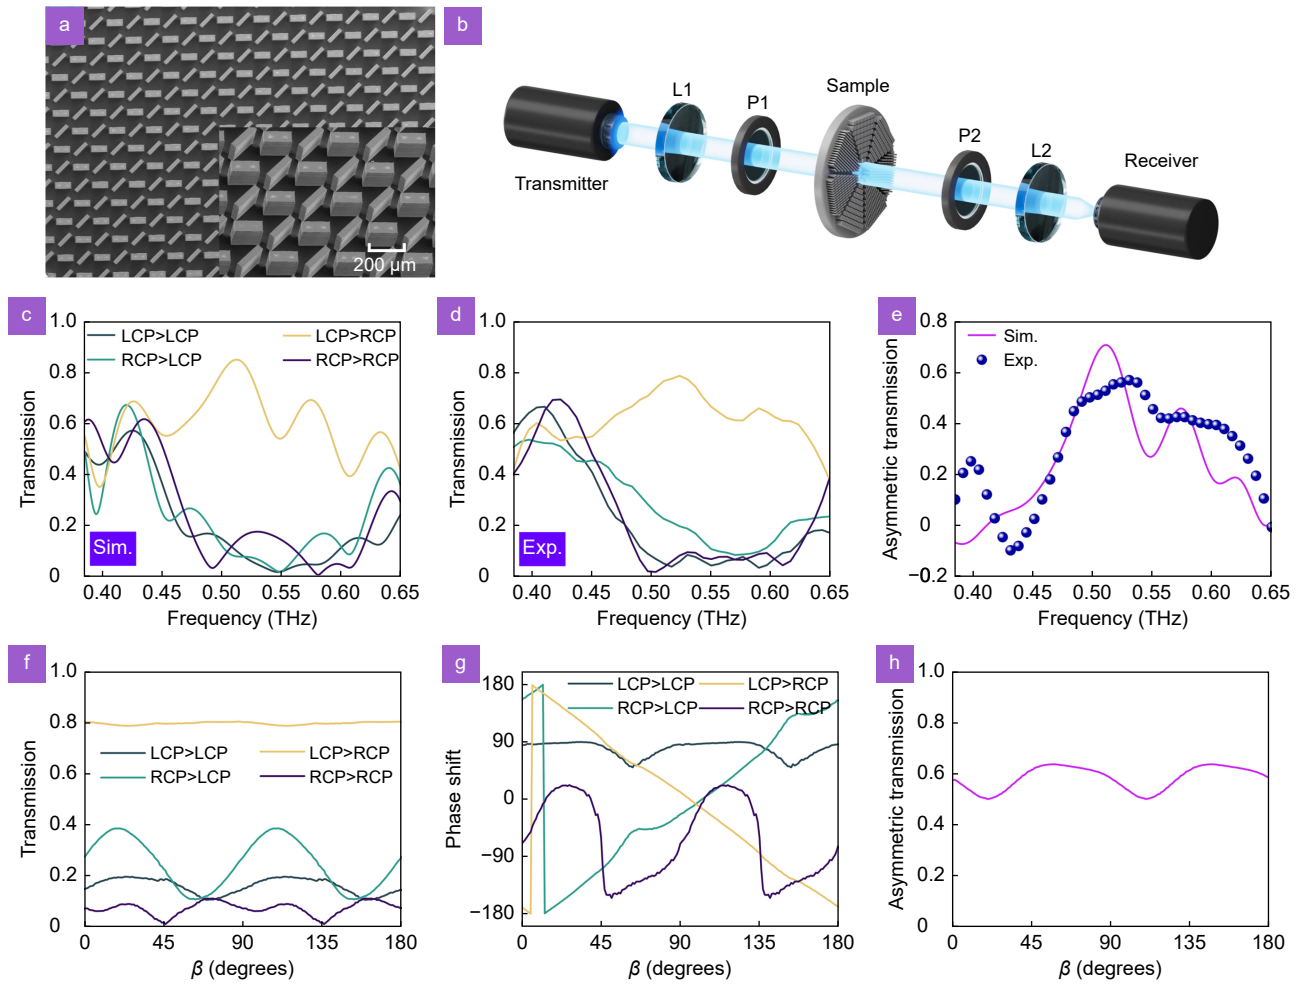 a
200 μm
b
Transmitter
L1
P1
Sample
P2
L2
Receiver
c
Transmission
1.0
0.8
0.6
0.4
0.2
0
LCP>LCP
LCP>RCP
RCP>LCP
RCP>RCP
Sim.
0.40 0.45 0.50 0.55 0.60 0.65
Frequency (THz)
d
Transmission
1.0
0.8
0.6
0.4
0.2
0
Exp.
0.40 0.45 0.50 0.55 0.60 0.65
Frequency (THz)
e
Asymmetric transmission
0.8
0.6
0.4
0.2
0
−0.2
Sim.
Exp.
0.40 0.45 0.50 0.55 0.60 0.65
Frequency (THz)
f
Transmission
1.0
0.8
0.6
0.4
0.2
0
LCP>LCP
LCP>RCP
RCP>LCP
RCP>RCP
0 45 90 135 180
β (degrees)
g
Phase shift
180
90
0
−90
−180
LCP>LCP
LCP>RCP
RCP>LCP
RCP>RCP
0 45 90 135 180
β (degrees)
h
Asymmetric transmission
1.0
0.8
0.6
0.4
0.2
0
0 45 90 135 180
β (degrees)